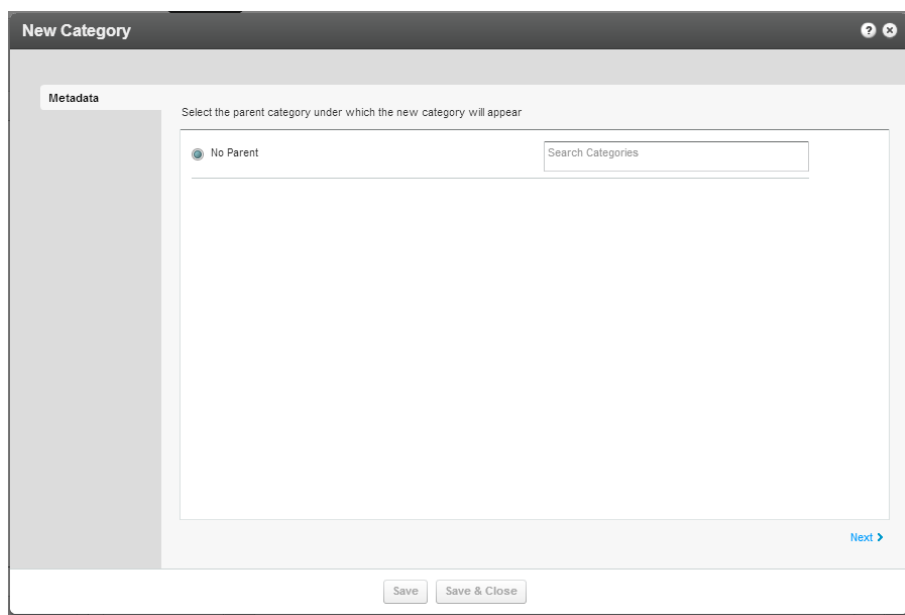 New Category
Metadata
Select the parent category under which the new category will appear
No Parent
Search Categories
Next
Save
Save & Close